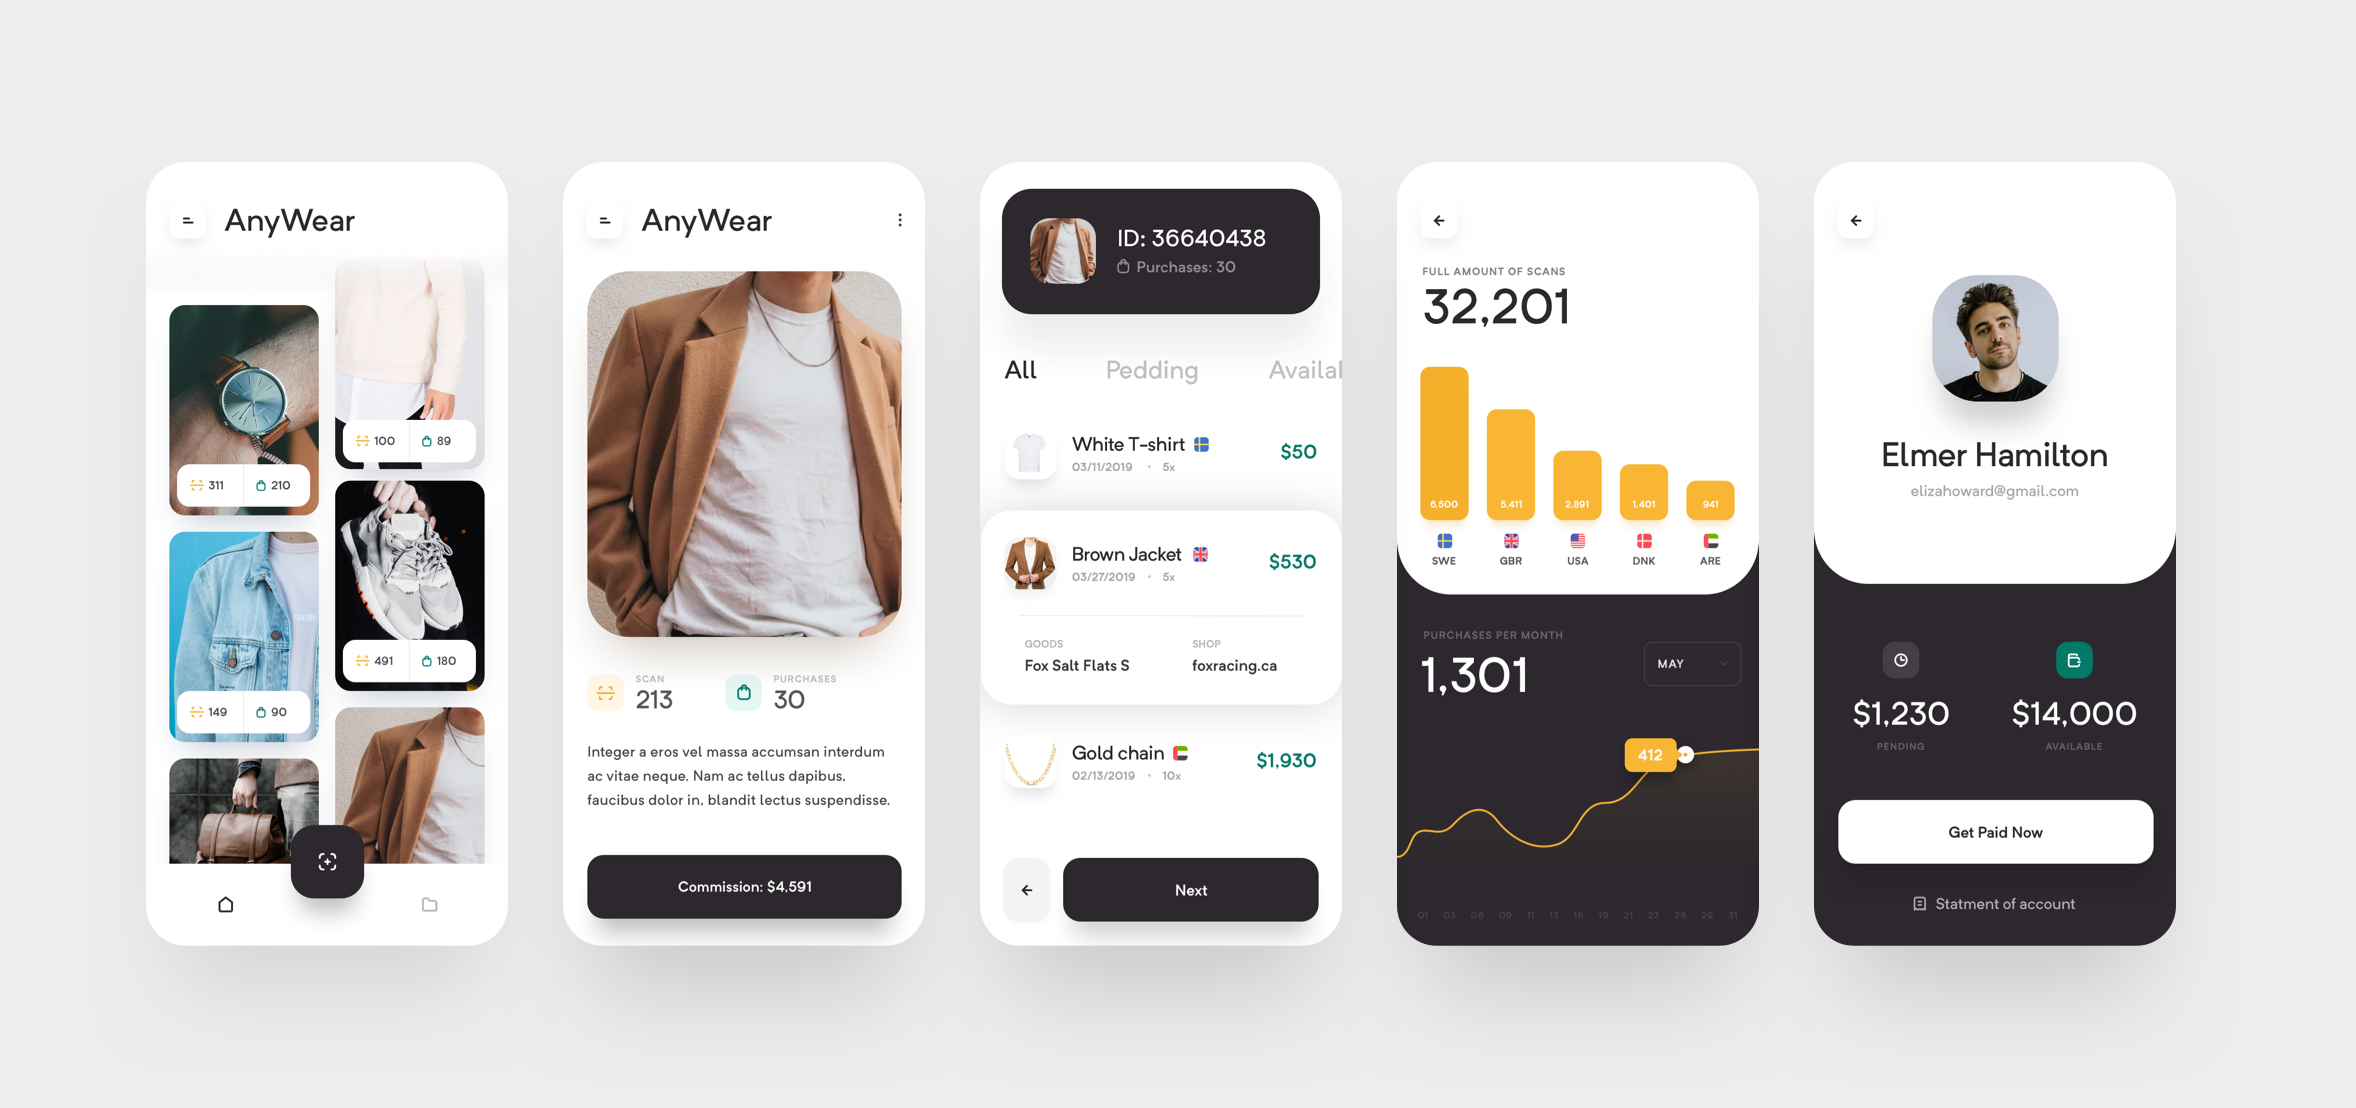 AnyWear
100
89
311
210
491
180
149
90
AnyWear
SCAN
213
PURCHASES
30
Integer a eros vel massa accumsan interdum
ac vitae neque. Nam ac tellus dapibus,
faucibus dolor in, blandit lectus suspendisse.
Commission: $4,591
ID: 36640438
Purchases: 30
All
Pedding
Availal
White T-shirt
$50
03/11/2019 • 5x
Brown Jacket
$530
03/27/2019 • 5x
GOODS
SHOP
Fox Salt Flats S
foxracing.ca
Gold chain
$1,930
02/13/2019 • 10x
Next
FULL AMOUNT OF SCANS
32,201
6.500
5.411
2.891
1.401
941
SWE
GBR
USA
DNK
ARE
PURCHASES PER MONTH
1,301
MAY
412
01 03 06 09 11 13 16 19 21 23 26 29 31
Elmer Hamilton
elizahoward@gmail.com
$1,230
PENDING
$14,000
AVAILABLE
Get Paid Now
Statment of account